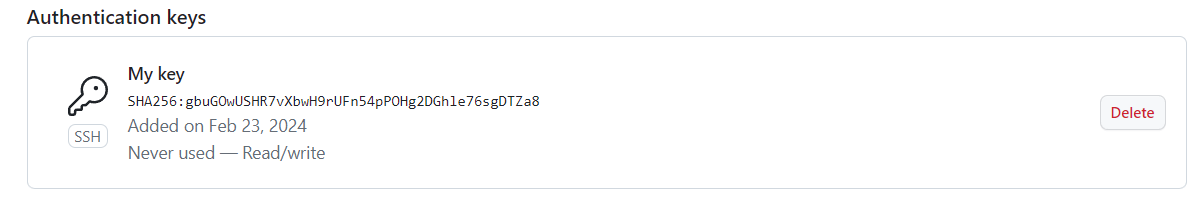 Authentication keys
My key
SHA256:gbuGOwUSHR7vXbwH9rUFn54pPOHg2DGhle76sgDTZa8
Added on Feb 23, 2024
SSH
Never used — Read/write
Delete